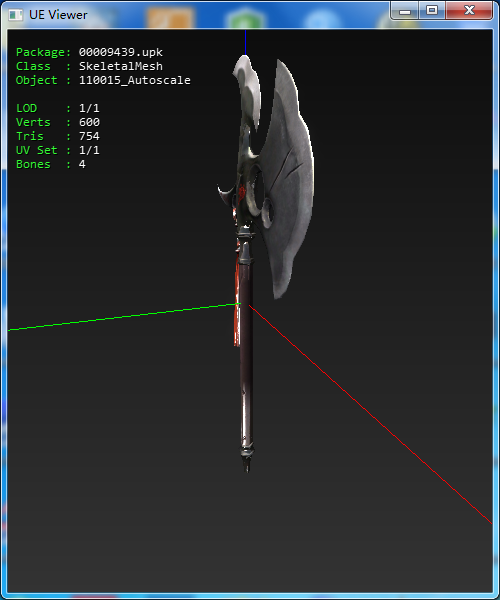 UE Viewer
Package: 00009439.upk
Class : SkeletalMesh
Object : 110015_Autoscale
LOD : 1/1
Verts : 600
Tris : 754
UV Set : 1/1
Bones : 4